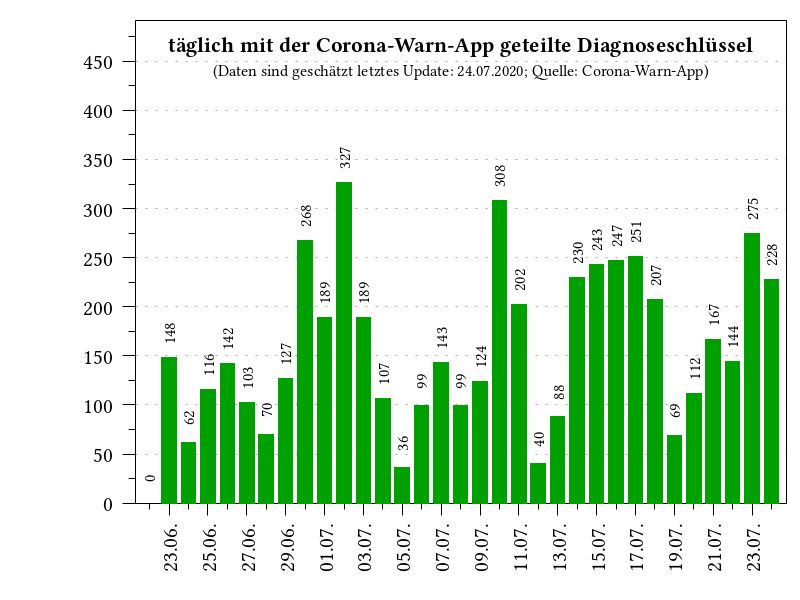 täglich mit der Corona-Warn-App geteilte Diagnoseschlüssel
(Daten sind geschätzt letztes Update: 24.07.2020; Quelle: Corona-Warn-App)
450
400
350
300
250
200
150
100
50
0
0 148 62 116 142 103 70 127 268 189 327 189 107 36 99 143 99 124 308 202 40 88 230 243 247 251 207 69 112 167 144 275 228
23.06. 25.06. 27.06. 29.06. 01.07. 03.07. 05.07. 07.07. 09.07. 11.07. 13.07. 15.07. 17.07. 19.07. 21.07. 23.07.